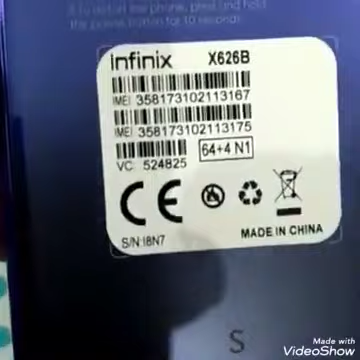 the phone, press and hold
the power button for 10 seconds.
Infinix X626B
IMEI 358173102113167
IMEI 358173102113175
VC: 524825 64+4 N1
CE
S/N:I8N7 MADE IN CHINA
S
Made with
VideoShow